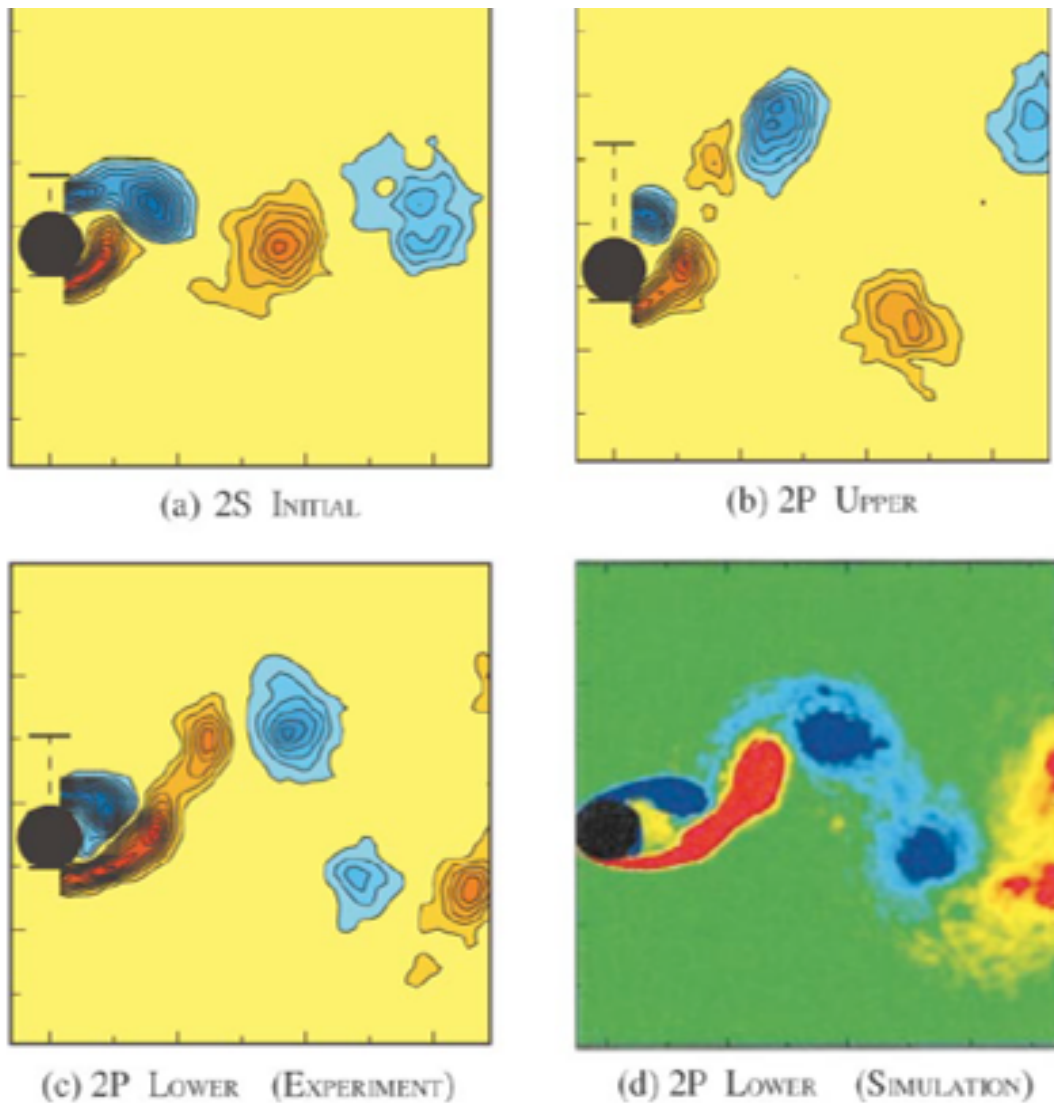 (a) 2S INITIAL
(b) 2P UPPER
(c) 2P LOWER (EXPERIMENT)
(d) 2P LOWER (SIMULATION)